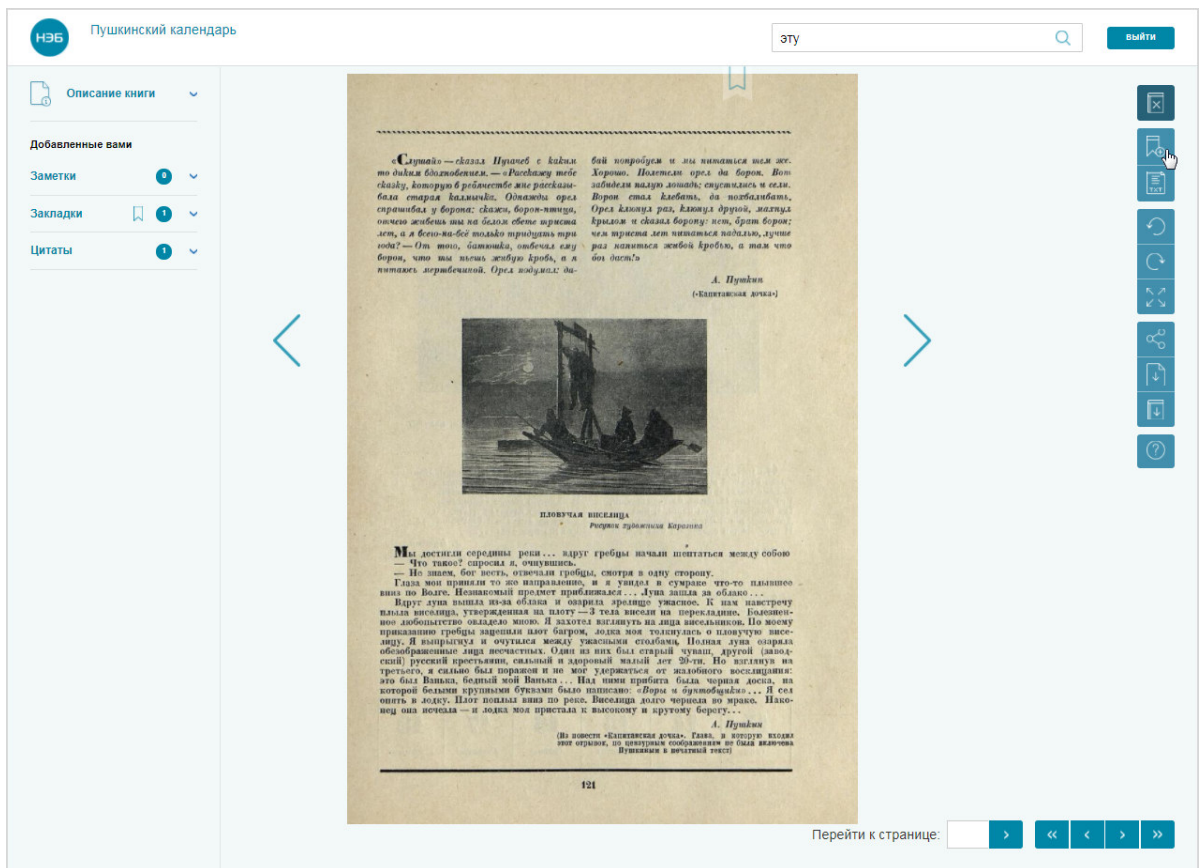 НЭБ
Пушкинский календарь
эту
ВЫЙТИ
Описание книги
Добавленные вами
Заметки 0
Закладки 1
Цитаты 1
TXT
«Слушай» — сказал Пугачев с каким
то диким вдохновением. — «Расскажу тебе
сказку, которую в ребячестве мне рассказы-
вала старая калмычка. Однажды орел
спрашивал у ворона: скажи, ворон-птица,
отчего живешь ты на белом свете триста
лет, а я всего-на-всё только тридцать три
года? — От того, батюшка, отвечал ему
ворон, что ты пьешь живую кровь, а я
питаюсь мертвечиной. Орел подумал: да-
вай попробуем и мы питаться тем же.
Хорошо. Полетели орел да ворон. Вот
завидели палую лошадь; спустились и сели.
Ворон стал клевать, да похваливать.
Орел клюнул раз, клюнул другой, махнул
крылом и сказал ворону: нет, брат ворон;
чем триста лет питаться падалью, лучше
раз напиться живой кровью, а там что
бог даст!»
А. Пушкин
(«Капитанская дочка»)
ПЛОВУЧАЯ ВИСЕЛИЦА
Рисунок художника
Мы достигли середины реки... вдруг гребцы начали шептаться между собою
— Что такое? спросил я, очнувшись.
— Не знаем, бог весть, отвечали гребцы, смотря в одну сторону.
Глаза мои приняли то же направление, и я увидел в сумраке что-то плывшее
вниз по Волге. Незнакомый предмет приближался... Луна зашла за облако...
Вдруг луна вышла из-за облака и озарила зрелище ужасное. К нам навстречу
плыла виселица, утвержденная на плоту — 3 тела висели на перекладине. Болезнен-
ное любопытство овладело мною. Я захотел взглянуть на лица висельников. По моему
приказанию гребцы зацепили плот багром, лодка моя толкнулась о пловучую висе-
лицу. Я выпрыгнул и очутился между ужасными столбами. Полная луна озаряла
обезображенные лица несчастных. Один из них был старый чуваш, другой (завод-
ский) русский крестьянин, сильный и здоровый малый лет 20-ти. Но взглянув на
третьего, я сильно был поражен и не мог удержаться от жалобного восклицания:
это был Ванька, бедный мой Ванька... Над ними прибита была черная доска, на
которой белыми крупными буквами было написано: «Воры и бунтовщики»... Я сел
опять в лодку. Плот поплыл вниз по реке. Виселица долго чернела во мраке. Нако-
нец она исчезла — и лодка моя пристала к высокому и крутому берегу...
А. Пушкин
(Из повести «Капитанская дочка». Глава, в которую входил
этот отрывок, по цензурным соображениям не была включена
Пушкиным в печатный текст)
121
Перейти к странице: